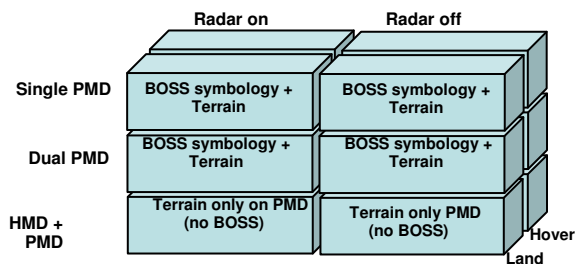 Radar on Radar off
Single PMD
BOSS symbology +
Terrain
BOSS symbology +
Terrain
Dual PMD
BOSS symbology +
Terrain
BOSS symbology +
Terrain
HMD +
PMD
Terrain only on PMD
(no BOSS)
Terrain only PMD
(no BOSS)
Hover
Land